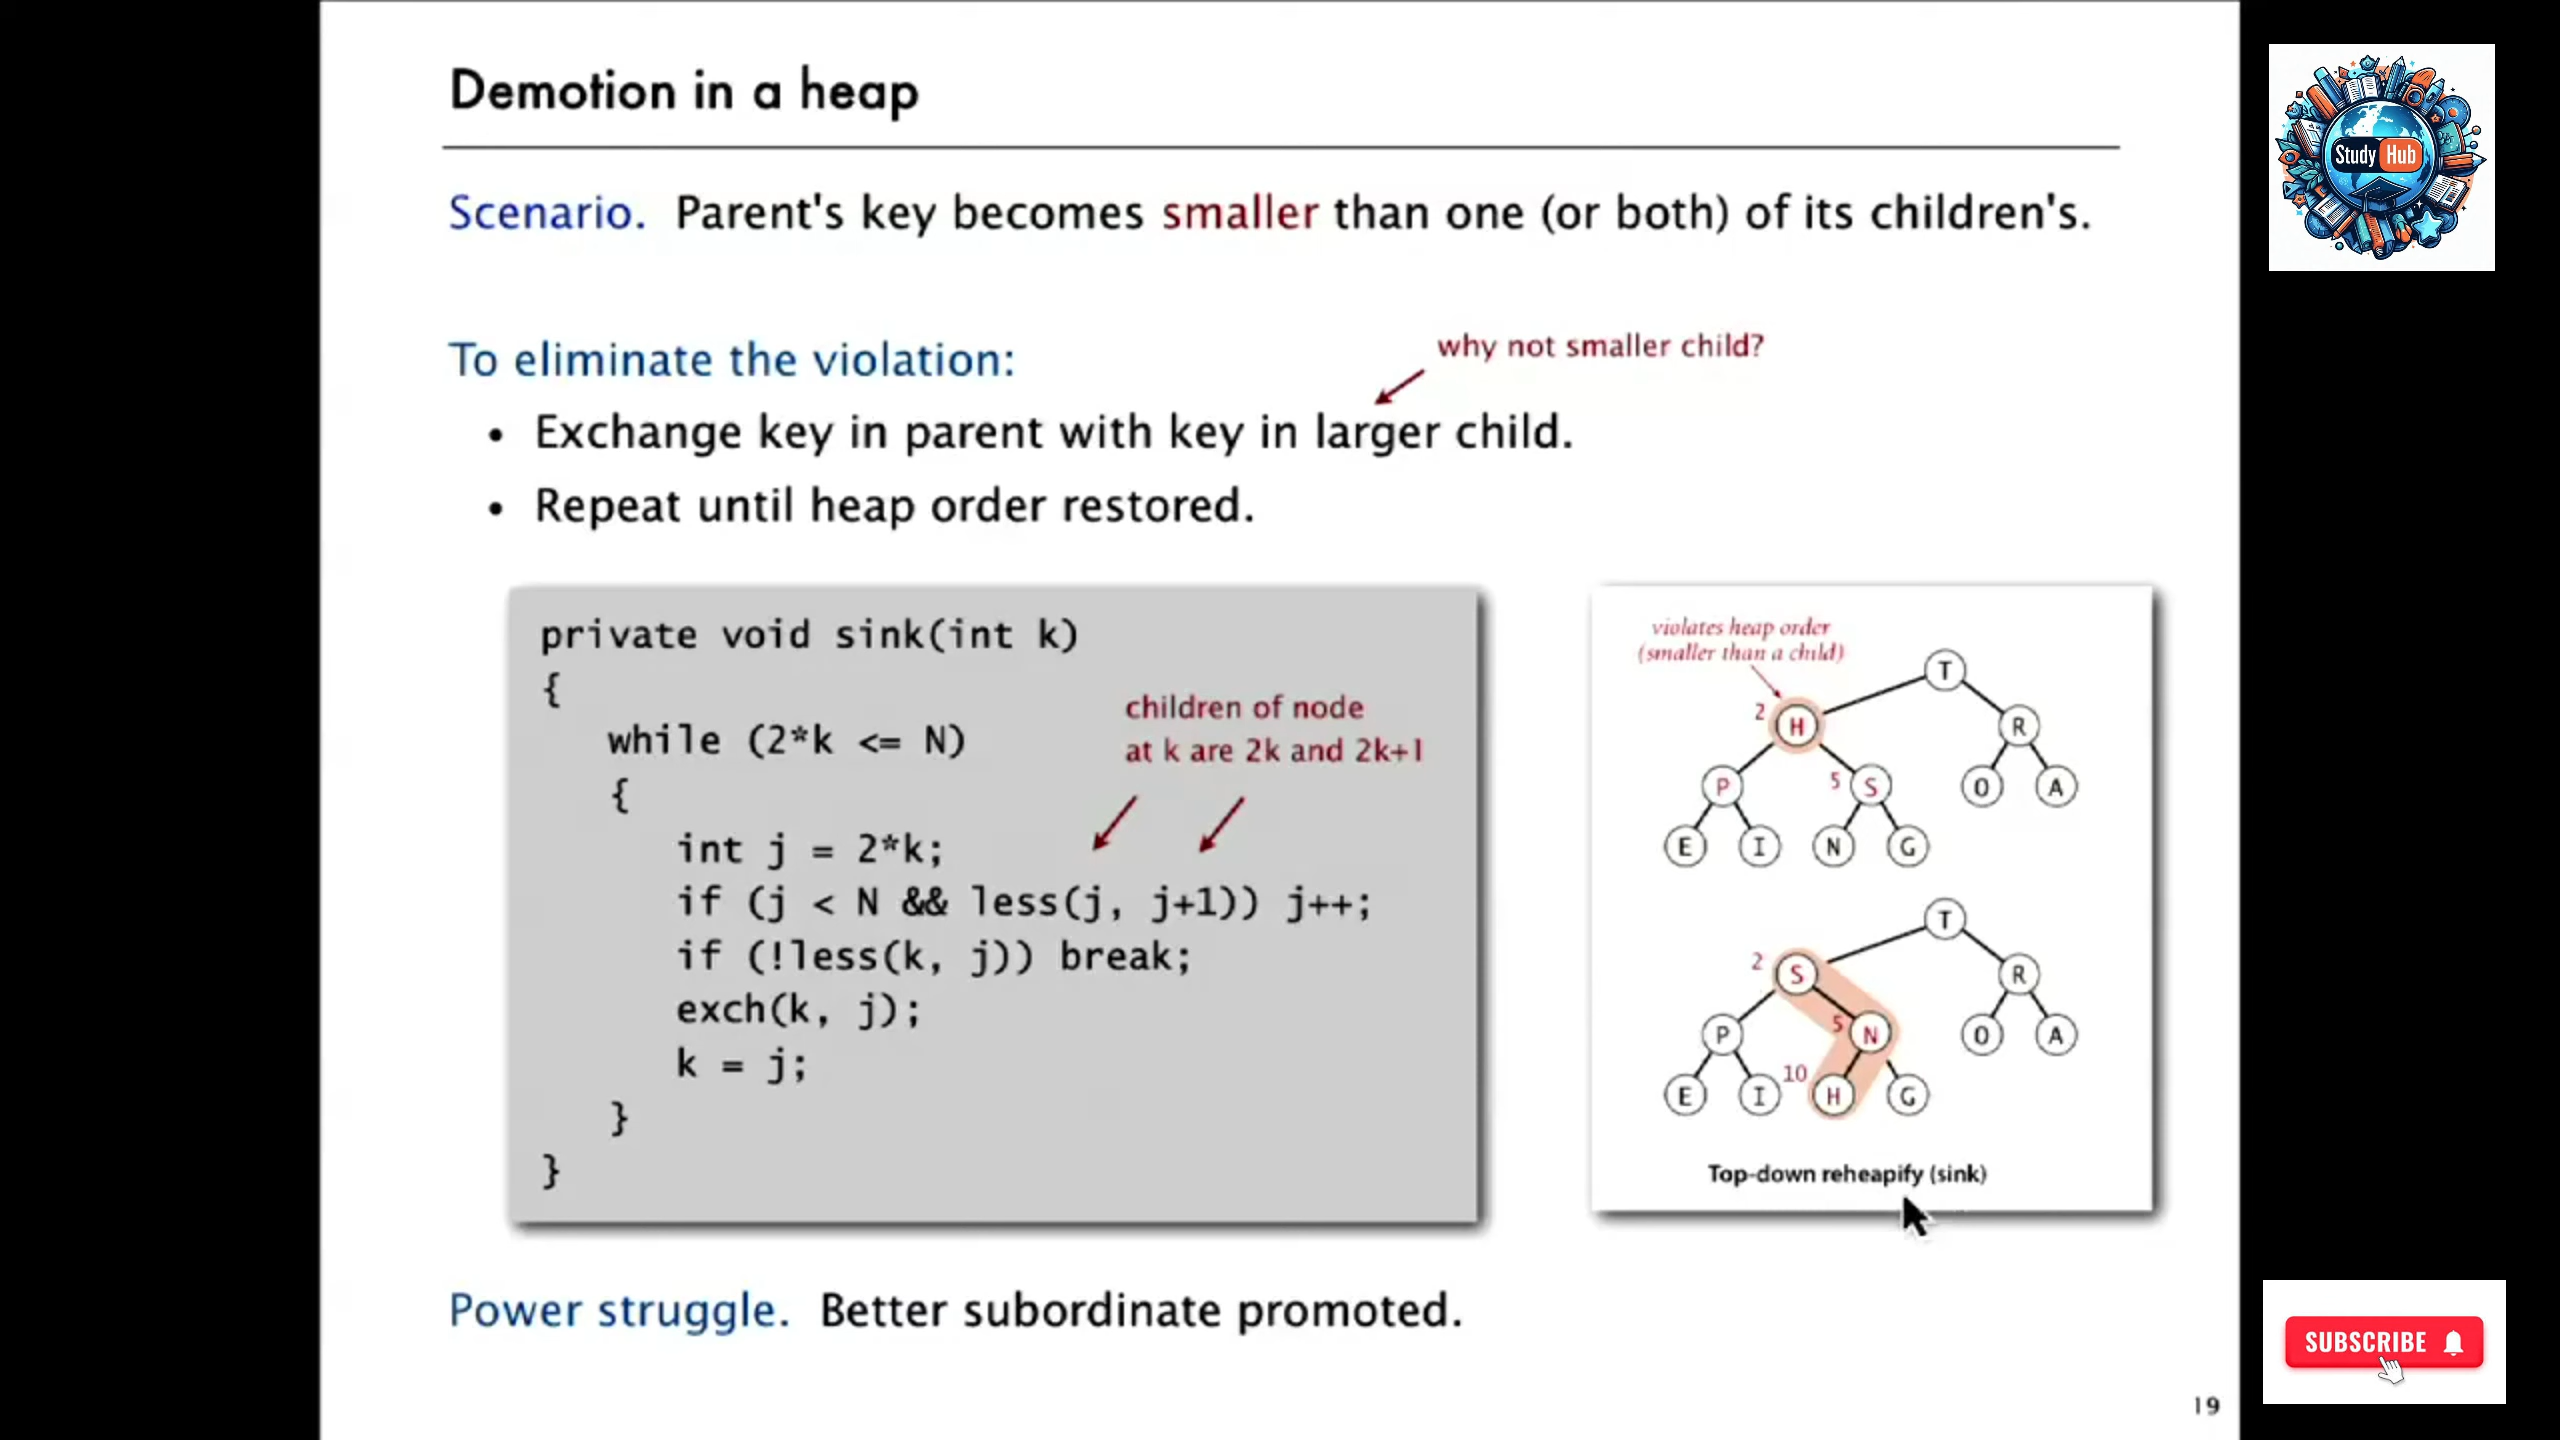 Demotion in a heap
Study Hub
Scenario. Parent's key becomes smaller than one (or both) of its children's.
why not smaller child?
To eliminate the violation:
• Exchange key in parent with key in larger child.
• Repeat until heap order restored.
private void sink(int k)
{
while (2*k <= N)
{
int j = 2*k;
if (j < N && less(j, j+1)) j++;
if (!less(k, j)) break;
exch(k, j);
k = j;
}
}
children of node
at k are 2k and 2k+1
violates heap order
(smaller than a child)
T
2 H R
P 5 S O A
E I N G
T
2 S R
P 5 N O A
E I 10 H G
Top-down reheapify (sink)
Power struggle. Better subordinate promoted.
SUBSCRIBE
19